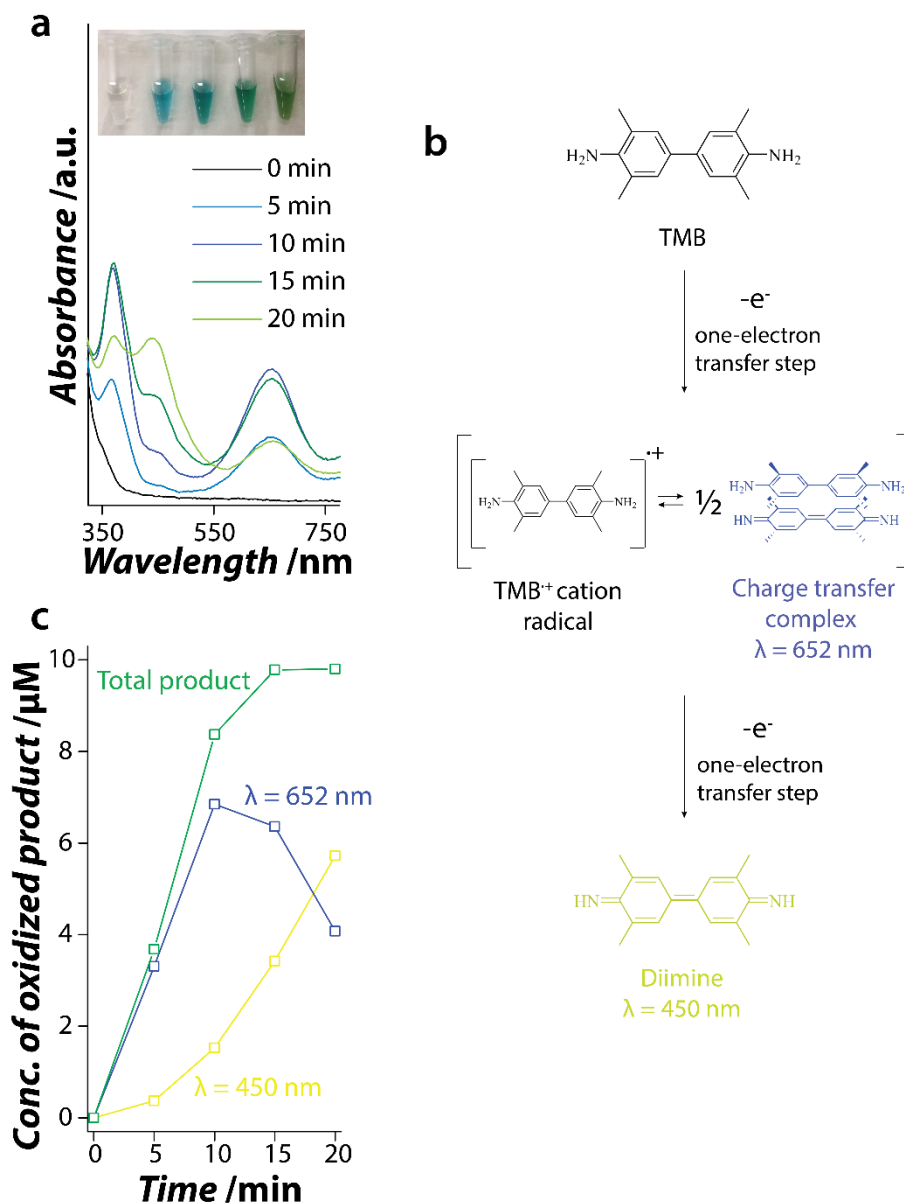 a
Absorbance /a.u.
0 min
5 min
10 min
15 min
20 min
350
550
750
Wavelength /nm
b
H₂N
NH₂
TMB
-e⁻
one-electron
transfer step
·+
H₂N
NH₂
½
H₂N
NH₂
HN
NH
TMB·⁺ cation
radical
Charge transfer
complex
λ = 652 nm
-e⁻
one-electron
transfer step
HN
NH
Diimine
λ = 450 nm
c
Conc. of oxidized product /μM
10
8
6
4
2
0
Total product
λ = 652 nm
λ = 450 nm
0
5
10
15
20
Time /min